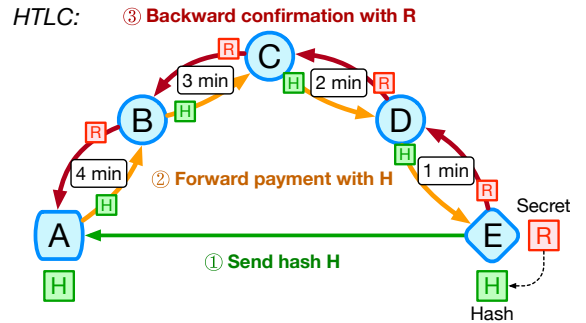 HTLC: ③ Backward confirmation with R
R
C
3 min
H
2 min
R
H
B
D
R
H
4 min
1 min
H
② Forward payment with H
R
A
E
Secret
R
① Send hash H
H
H
Hash